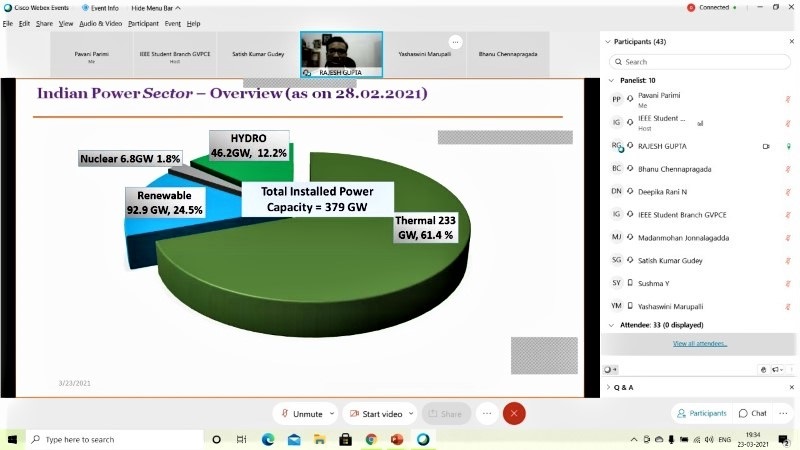 Cisco Webex Events
Event Info
Hide Menu Bar
Connected
File Edit Share View Audio & Video Participant Event Help
Pavani Parimi
Me
IEEE Student Branch GVPCE
Host
Satish Kumar Gudey
RAJESH GUPTA
Yashaswini Marupalli
Bhanu Chennapragada
Indian Power Sector – Overview (as on 28.02.2021)
HYDRO
46.2GW, 12.2%
Nuclear 6.8GW 1.8%
Renewable
92.9 GW, 24.5%
Total Installed Power
Capacity = 379 GW
Thermal 233
GW, 61.4 %
3/23/2021
Participants (43)
Search
Panelist: 10
PP Pavani Parimi
Me
IG IEEE Student ...
Host
RG RAJESH GUPTA
BC Bhanu Chennapragada
DN Deepika Rani N
IG IEEE Student Branch GVPCE
MJ Madanmohan Jonnalagadda
SG Satish Kumar Gudey
SY Sushma Y
YM Yashaswini Marupalli
Attendee: 33 (0 displayed)
View all attendees...
Q & A
Unmute
Start video
Share
Participants
Chat
Type here to search
ENG
19:34
23-03-2021
2